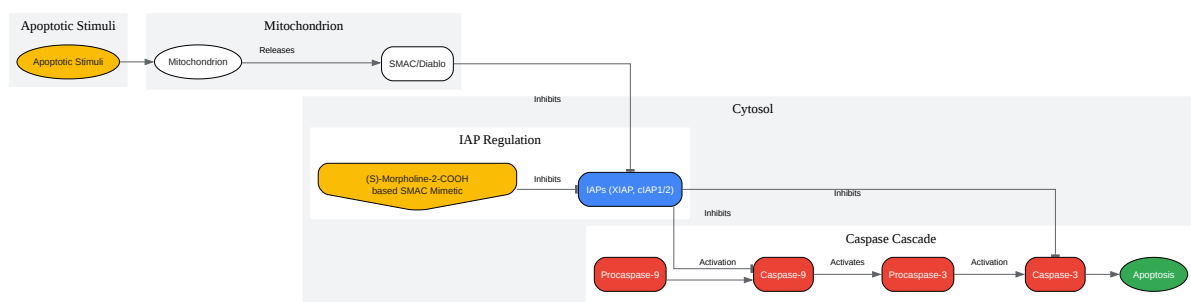 Apoptotic Stimuli
Mitochondrion
Apoptotic Stimuli
Mitochondrion
Releases
SMAC/Diablo
Inhibits
Cytosol
IAP Regulation
(S)-Morpholine-2-COOH
based SMAC Mimetic
Inhibits
IAPs (XIAP, cIAP1/2)
Inhibits
Inhibits
Caspase Cascade
Procaspase-9
Activation
Caspase-9
Activates
Procaspase-3
Activation
Caspase-3
Apoptosis